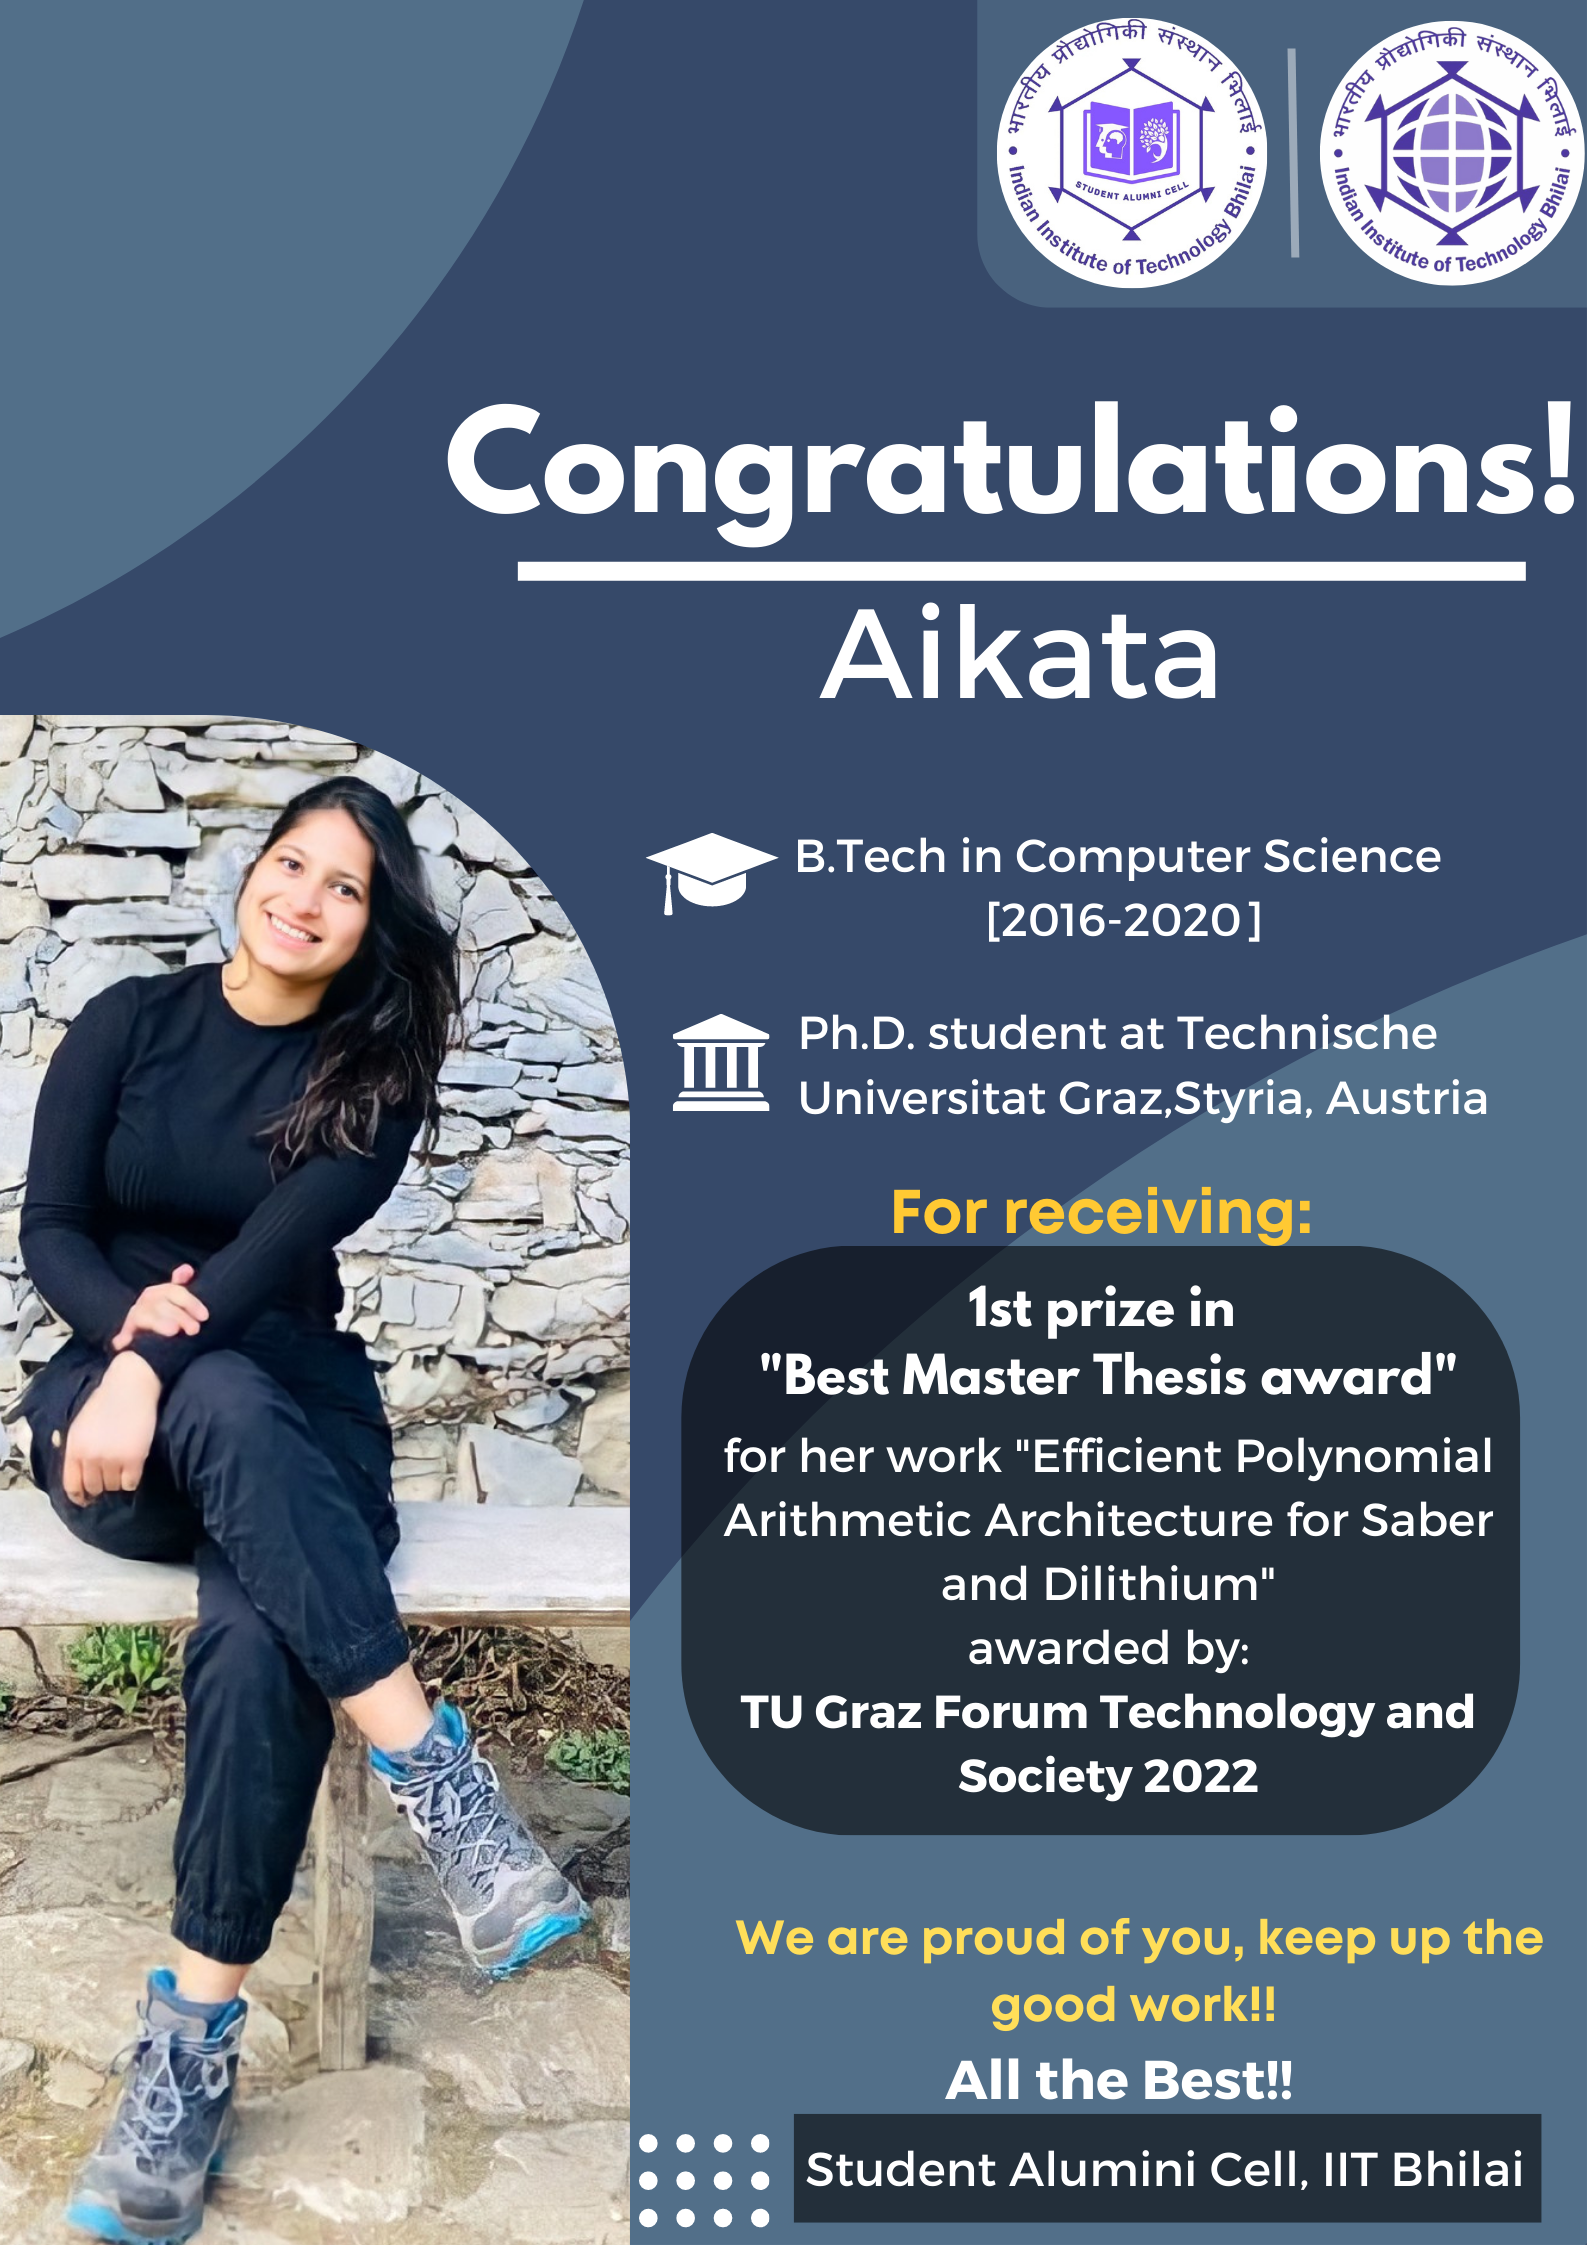 भारतीय प्रौद्योगिकी संस्थान भिलाई
STUDENT ALUMNI CELL
Indian Institute of Technology Bhilai
भारतीय प्रौद्योगिकी संस्थान भिलाई
Indian Institute of Technology Bhilai
Congratulations!
Aikata
B.Tech in Computer Science
[2016-2020]
Ph.D. student at Technische
Universitat Graz,Styria, Austria
For receiving:
1st prize in
"Best Master Thesis award"
for her work "Efficient Polynomial
Arithmetic Architecture for Saber
and Dilithium"
awarded by:
TU Graz Forum Technology and
Society 2022
We are proud of you, keep up the
good work!!
All the Best!!
Student Alumini Cell, IIT Bhilai